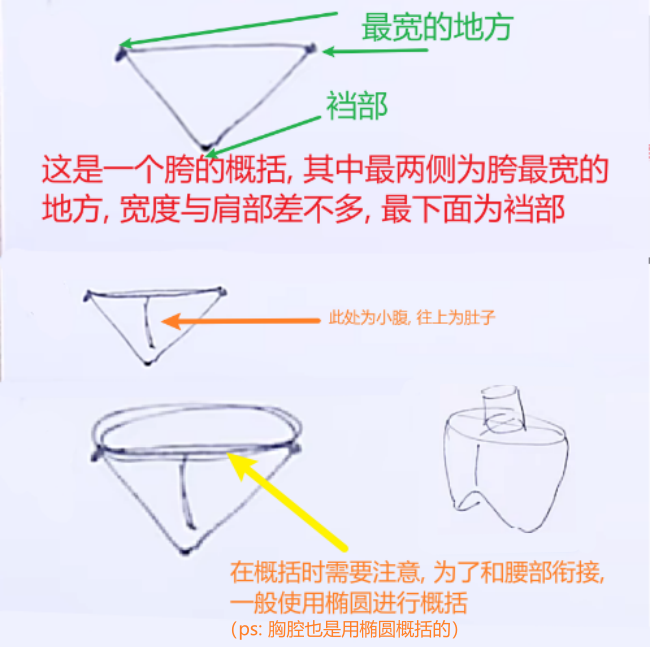 最宽的地方
裆部
这是一个胯的概括, 其中最两侧为胯最宽的
地方, 宽度与肩部差不多, 最下面为裆部
此处为小腹, 往上为肚子
在概括时需要注意, 为了和腰部衔接,
一般使用椭圆进行概括
(ps: 胸腔也是用椭圆概括的)